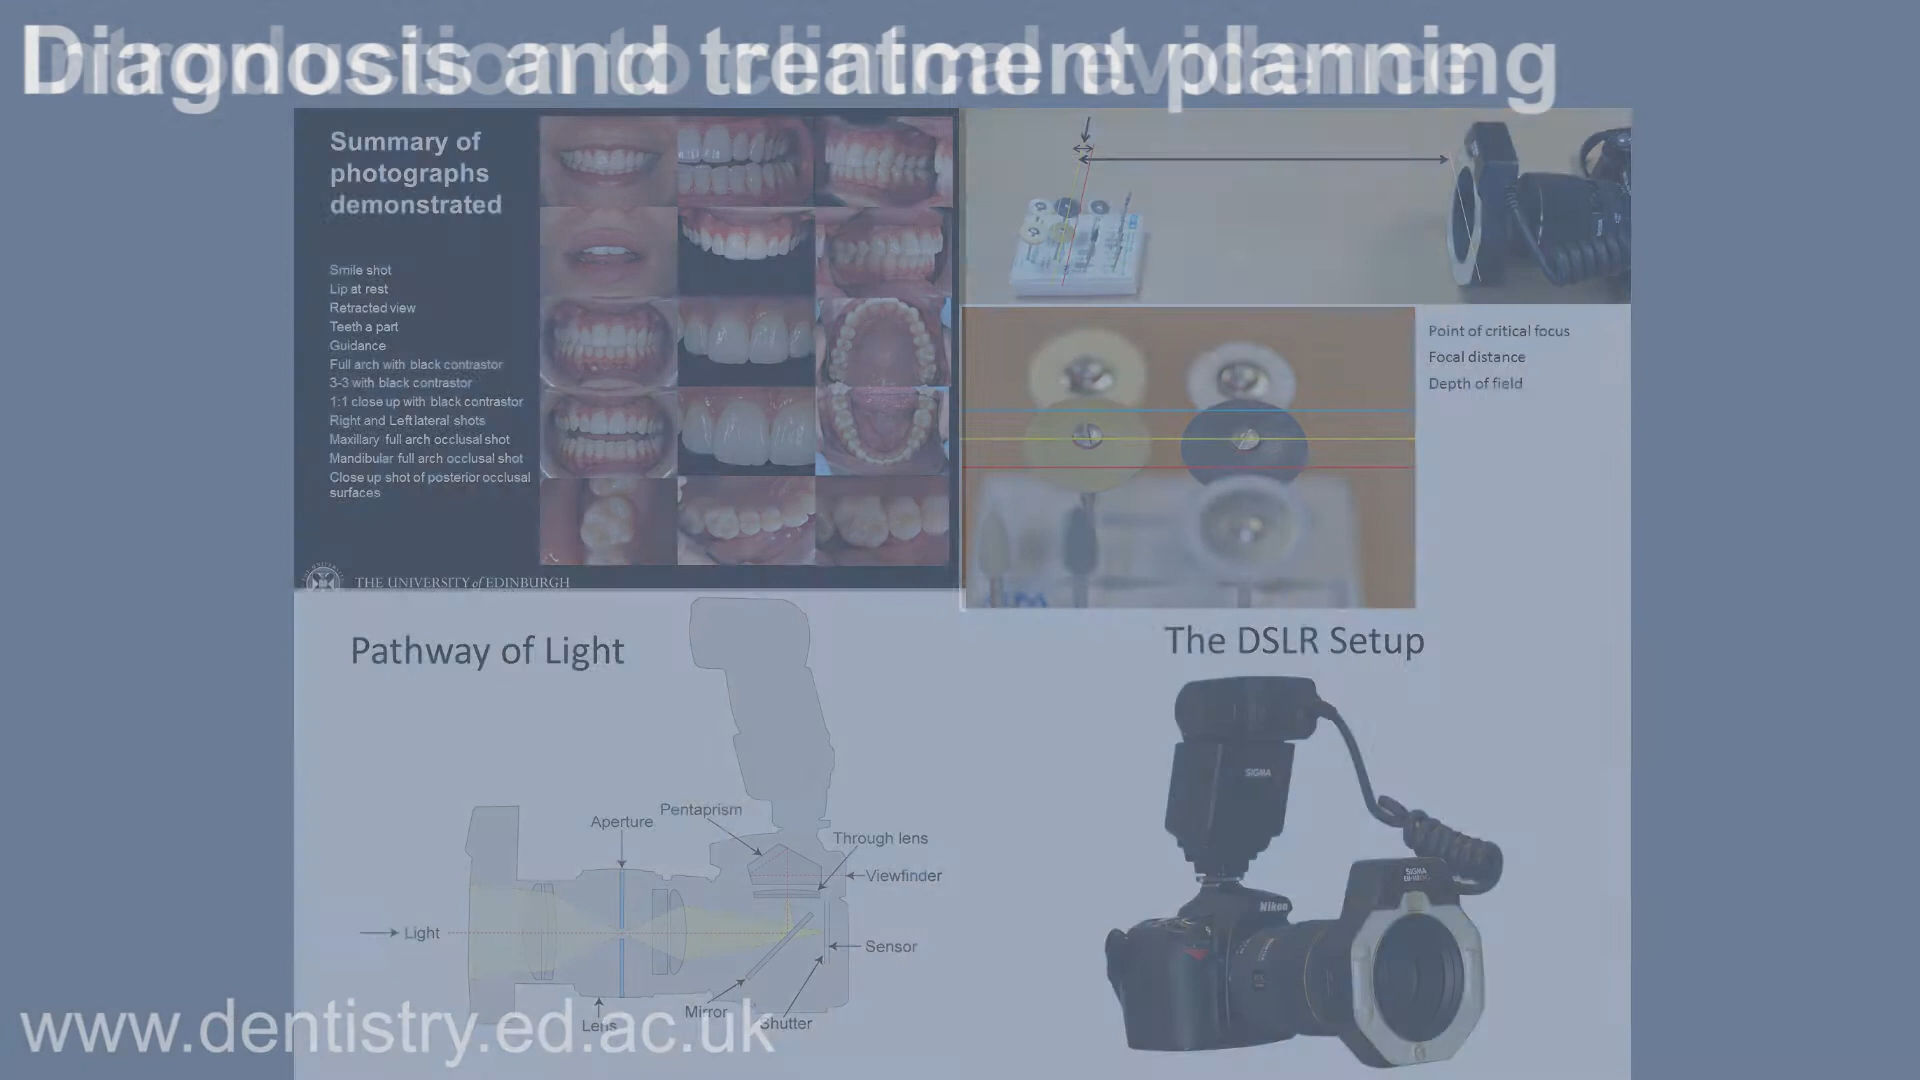 Diagnosis and treatment planning
Summary of
photographs
demonstrated
Smile shot
Lip at rest
Retracted view
Teeth a part
Guidance
Full arch with black contrastor
3-3 with black contrastor
1:1 close up with black contrastor
Right and Left lateral shots
Maxillary full arch occlusal shot
Mandibular full arch occlusal shot
Close up shot of posterior occlusal
surfaces
THE UNIVERSITY of EDINBURGH
Point of critical focus
Focal distance
Depth of field
Pathway of Light
Pentaprism
Aperture
Through lens
Viewfinder
Light
Sensor
Mirror
Shutter
Lens
The DSLR Setup
SIGMA
SIGMA
Nikon
www.dentistry.ed.ac.uk